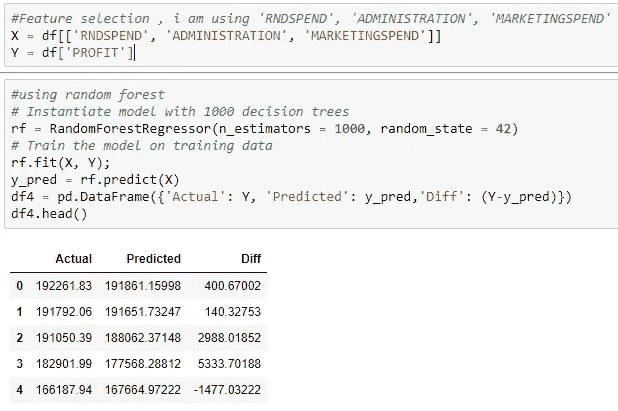 #Feature selection , i am using 'RNDSPEND', 'ADMINISTRATION', 'MARKETINGSPEND'
X = df[['RNDSPEND', 'ADMINISTRATION', 'MARKETINGSPEND']]
Y = df['PROFIT']
#using random forest
# Instantiate model with 1000 decision trees
rf = RandomForestRegressor(n_estimators = 1000, random_state = 42)
# Train the model on training data
rf.fit(X, Y);
y_pred = rf.predict(X)
df4 = pd.DataFrame({'Actual': Y, 'Predicted': y_pred,'Diff': (Y-y_pred)})
df4.head()
Actual Predicted Diff
0 192261.83 191861.15998 400.67002
1 191792.06 191651.73247 140.32753
2 191050.39 188062.37148 2988.01852
3 182901.99 177568.28812 5333.70188
4 166187.94 167664.97222 -1477.03222